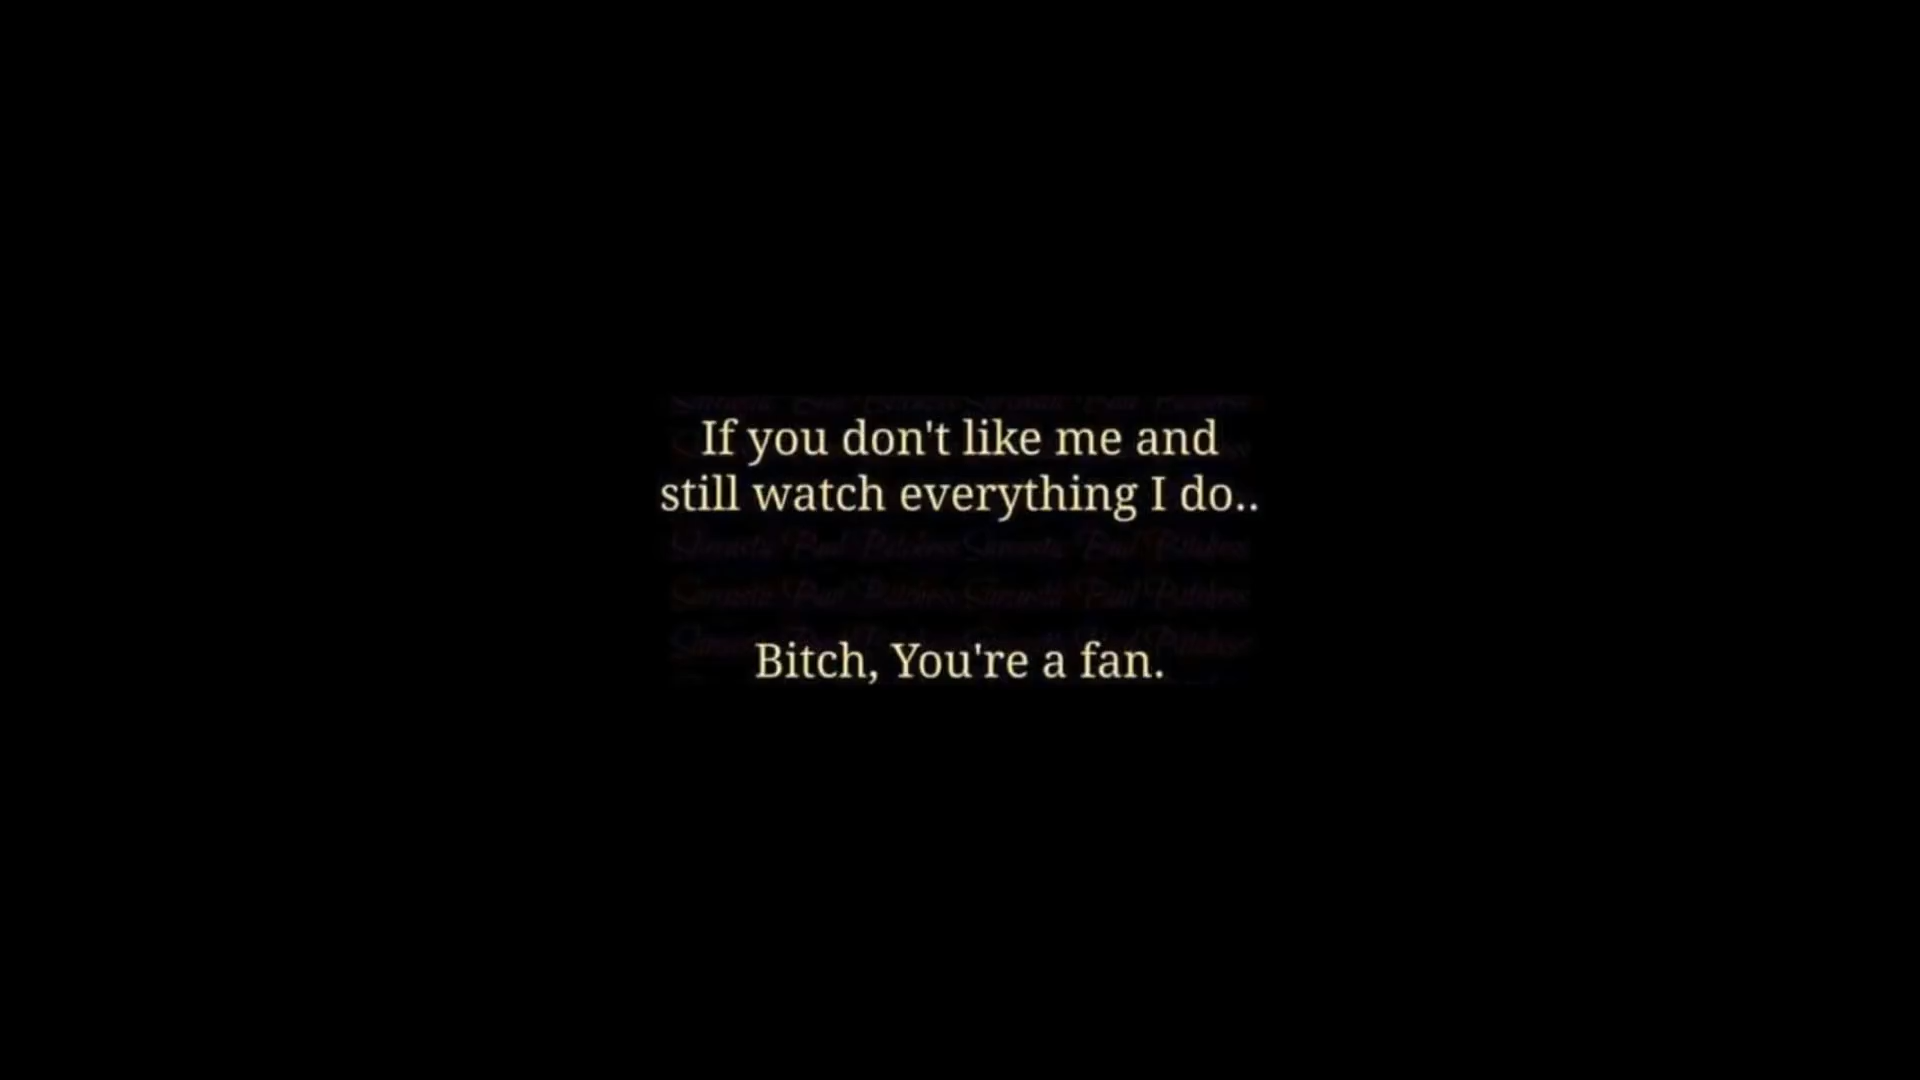 If you don't like me and
still watch everything I do..
Bitch, You're a fan.